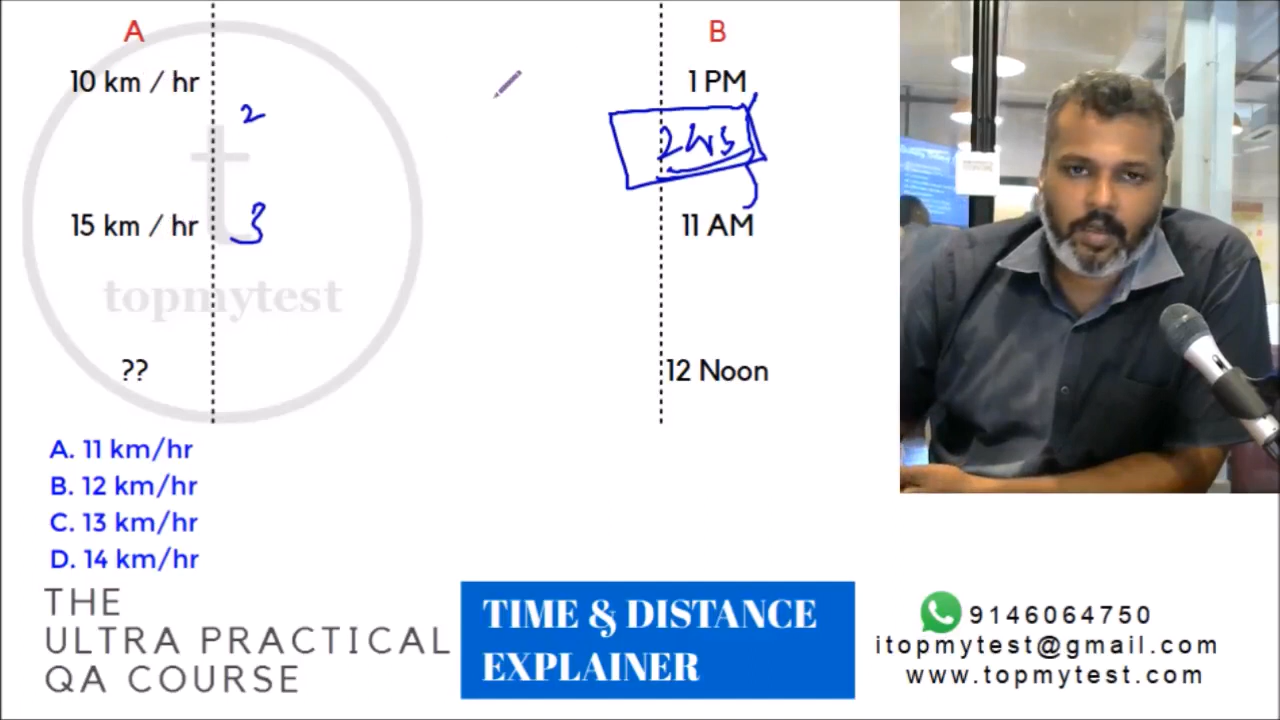 A
B
10 km / hr
1 PM
2
2 hrs
15 km / hr
3
11 AM
topmytest
??
12 Noon
A. 11 km/hr
B. 12 km/hr
C. 13 km/hr
D. 14 km/hr
THE
ULTRA PRACTICAL
QA COURSE
TIME & DISTANCE
EXPLAINER
9146064750
itopmytest@gmail.com
www.topmytest.com